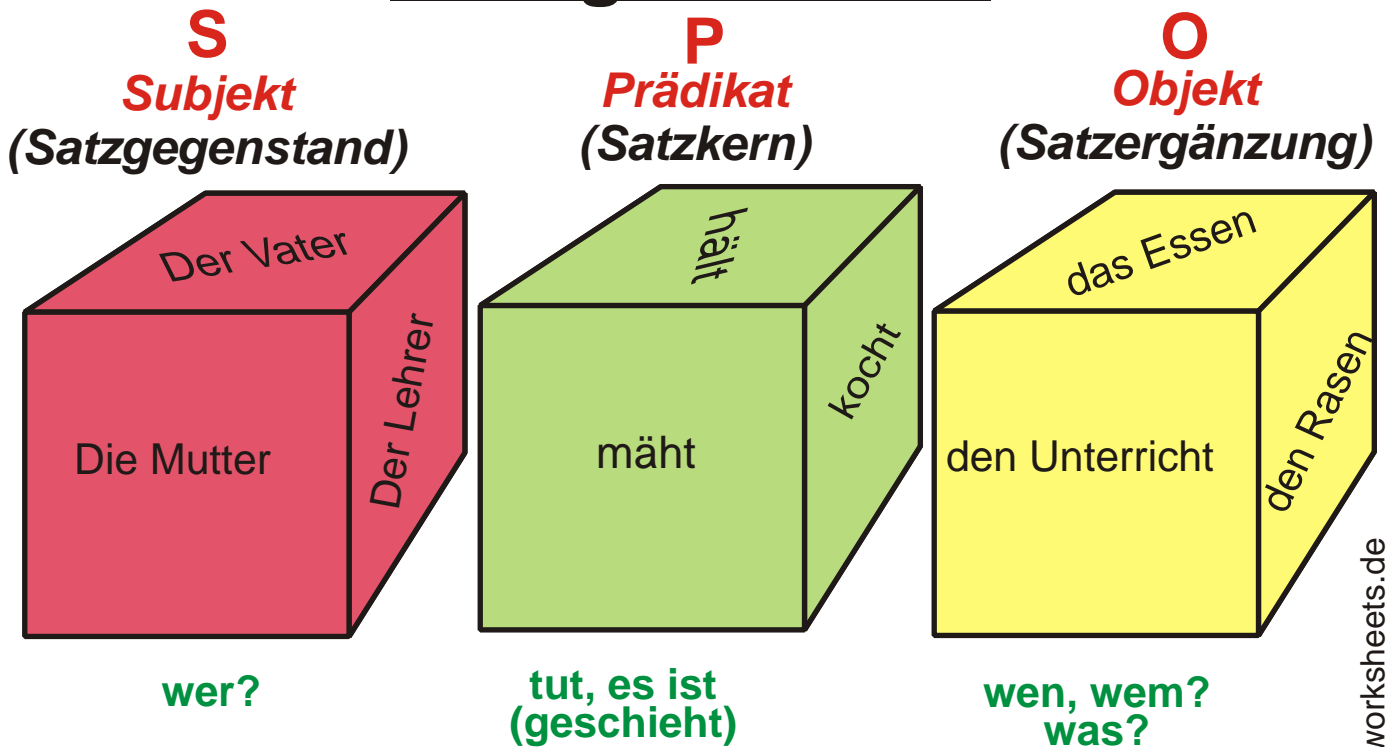 S
Subjekt
(Satzgegenstand)
P
Prädikat
(Satzkern)
O
Objekt
(Satzergänzung)
Der Vater
Die Mutter
Der Lehrer
hält
mäht
kocht
das Essen
den Unterricht
den Rasen
wer?
tut, es ist
(geschieht)
wen, wem?
was?
worksheets.de